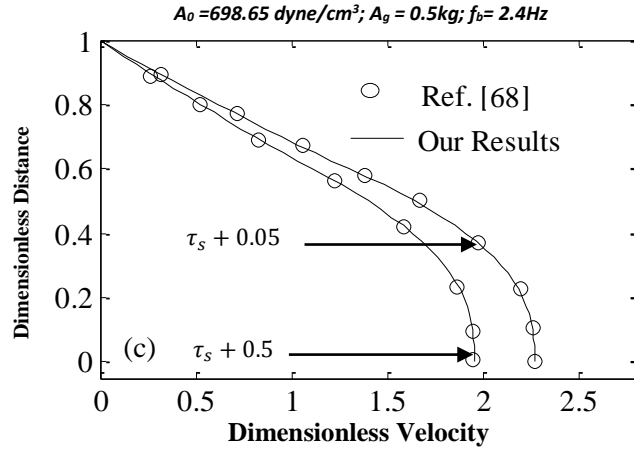 A₀ =698.65 dyne/cm³; A_g = 0.5kg; f_b= 2.4Hz
1
0.8
0.6
0.4
0.2
0
Dimensionless Distance
Ref. [68]
Our Results
τₛ + 0.05
τₛ + 0.5
(c)
0
0.5
1
1.5
2
2.5
Dimensionless Velocity